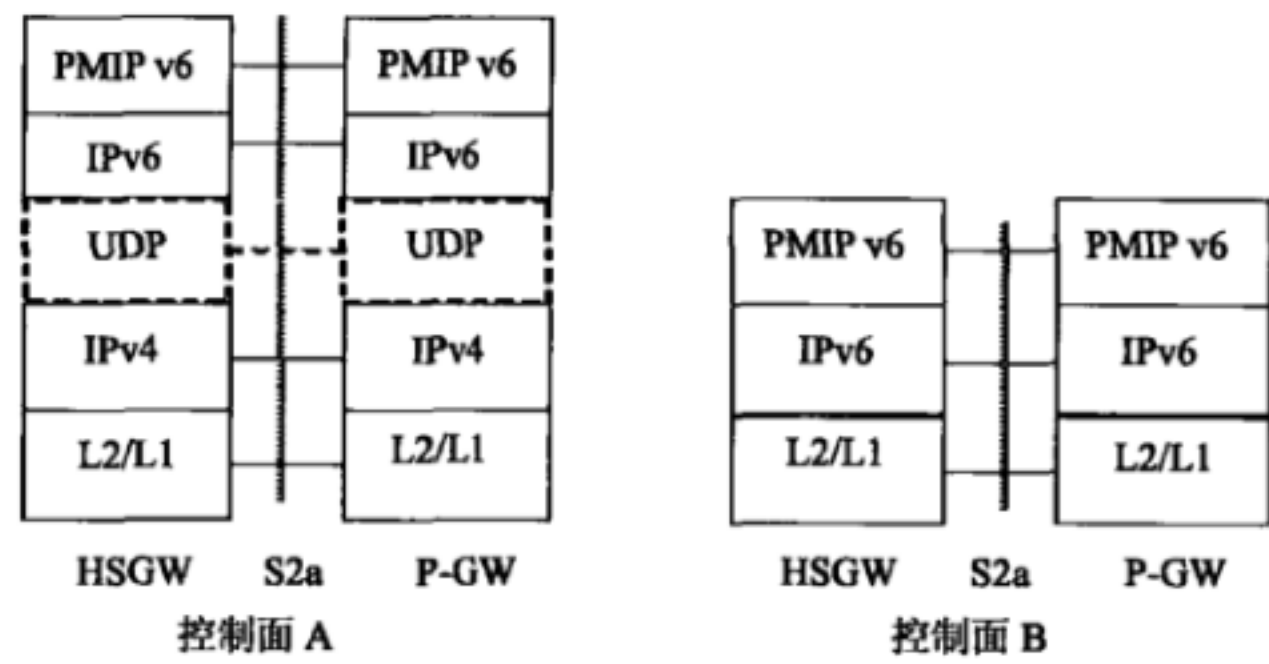 PMIP v6 PMIP v6
IPv6 IPv6
UDP UDP
IPv4 IPv4
L2/L1 L2/L1
HSGW S2a P-GW
控制面 A
PMIP v6 PMIP v6
IPv6 IPv6
L2/L1 L2/L1
HSGW S2a P-GW
控制面 B